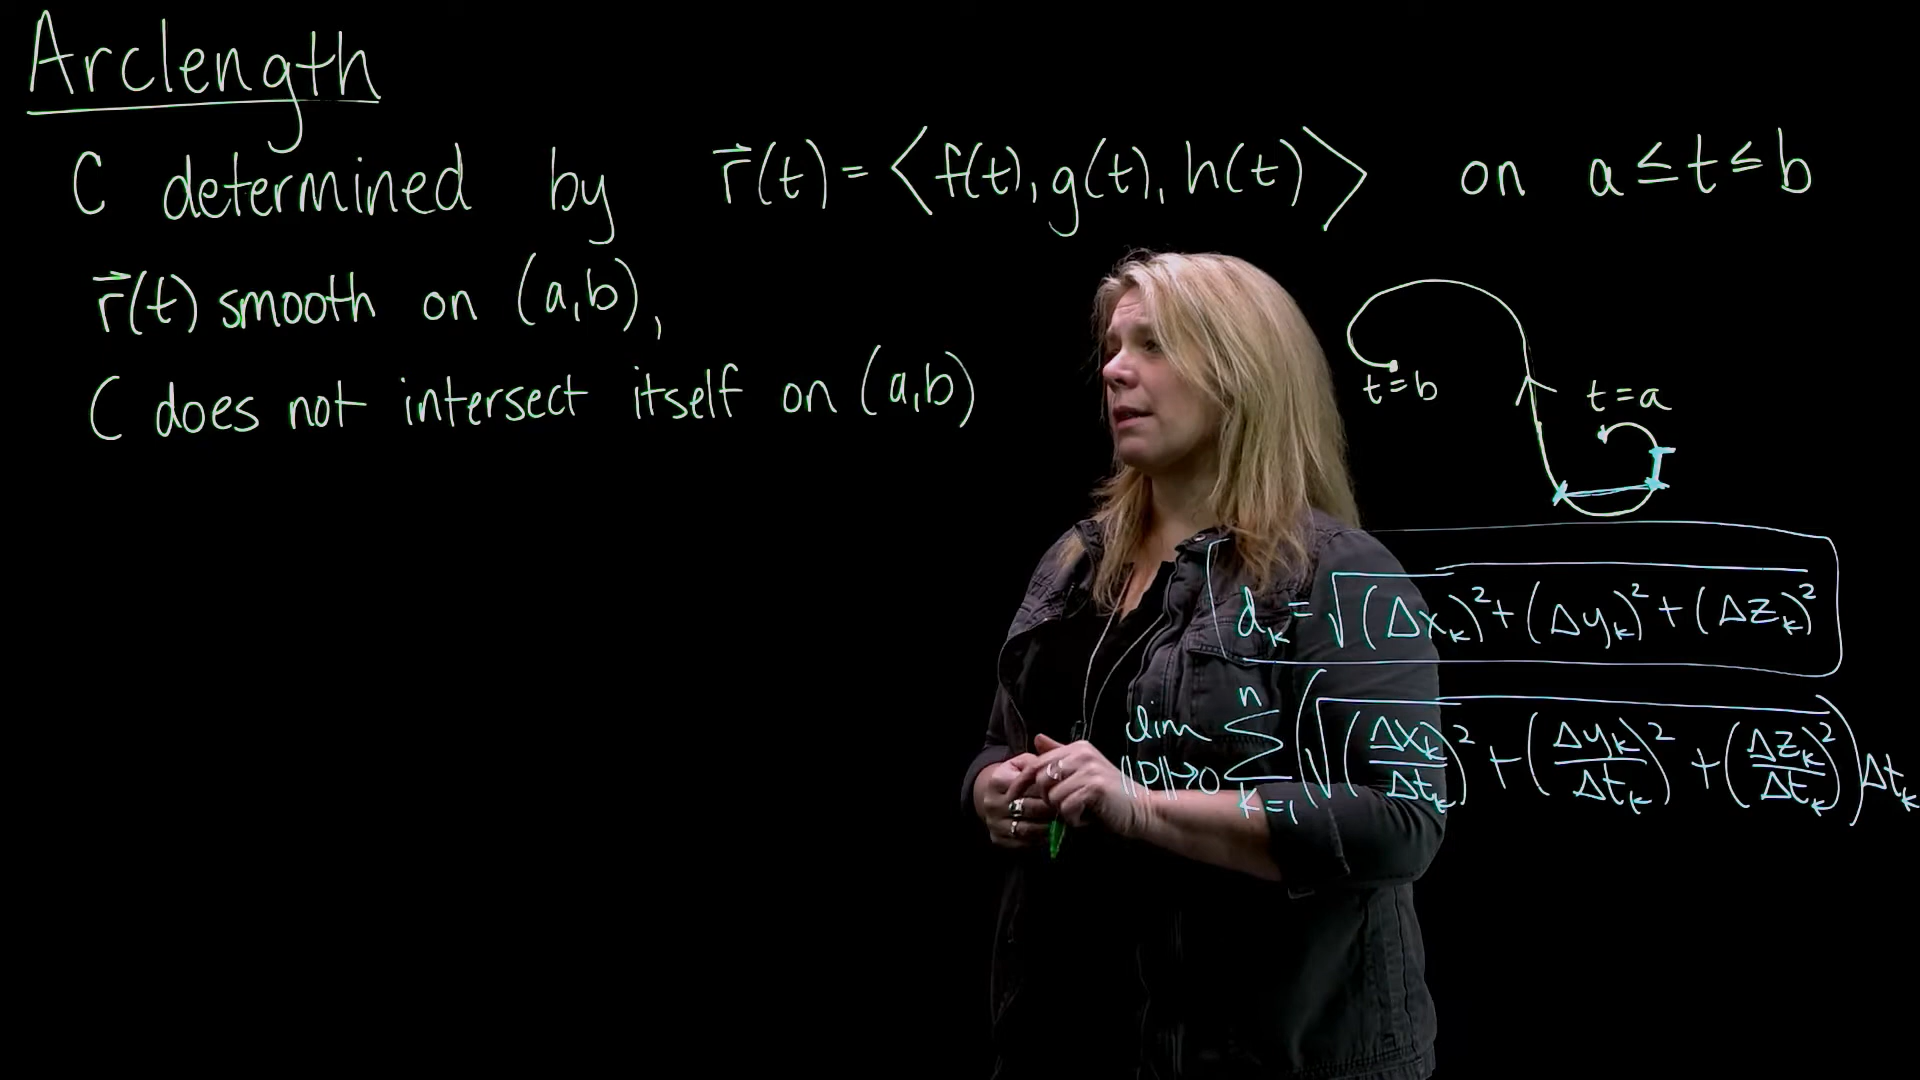 Arclength
C determined by r⃗(t) = ⟨f(t), g(t), h(t)⟩ on a ≤ t ≤ b
r⃗(t) smooth on (a,b),
C does not intersect itself on (a,b)
t=b
t=a
dₖ = √((Δxₖ)² + (Δyₖ)² + (Δzₖ)²)
lim ||P||→0 Σ k=1 n (√((Δxₖ/Δtₖ)² + (Δyₖ/Δtₖ)² + (Δzₖ/Δtₖ)²)) Δtₖ